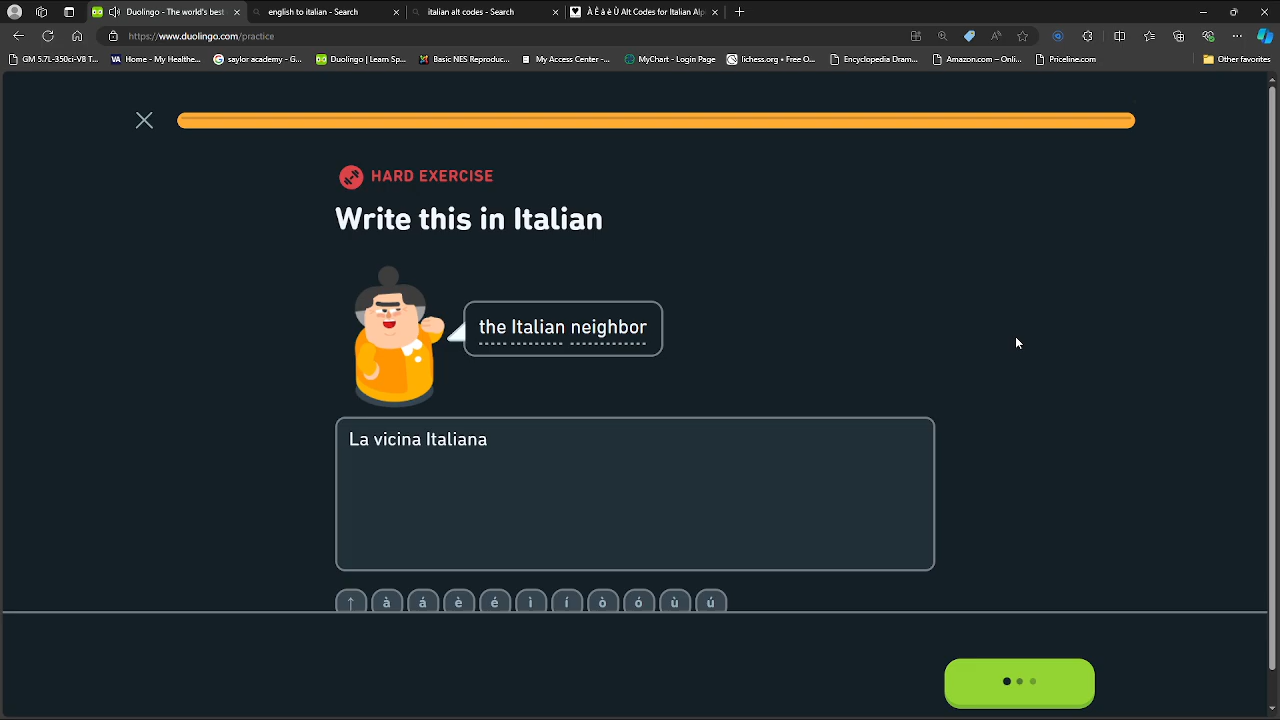 Duolingo - The world's best
english to italian - Search
italian alt codes - Search
À È à è Ù Alt Codes for Italian Alp
https://www.duolingo.com/practice
GM 5.7L-350ci-V8 T...
VA
Home - My Healthe...
saylor academy - G...
Duolingo | Learn Sp...
Basic NES Reproduc...
My Access Center -...
MyChart - Login Page
lichess.org • Free O...
Encyclopedia Dram...
Amazon.com – Onli...
Priceline.com
Other favorites
HARD EXERCISE
Write this in Italian
the Italian neighbor
La vicina Italiana
↑ à á è é ì í ò ó ù ú